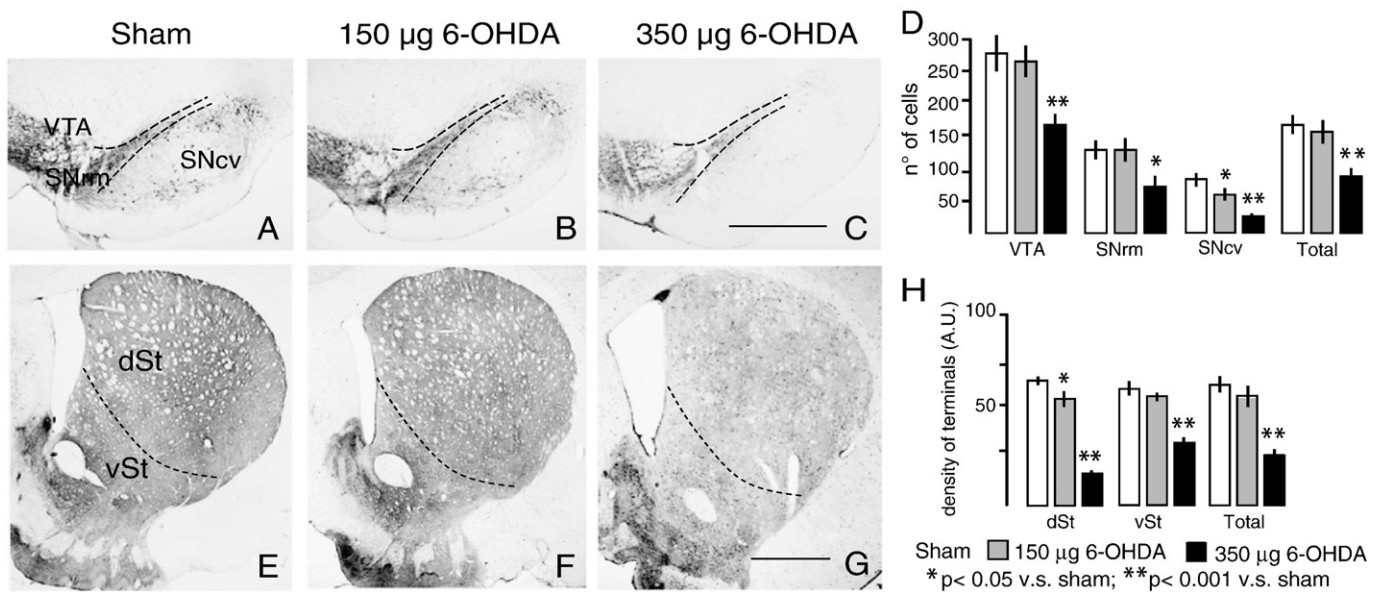 Sham
150 µg 6-OHDA
350 µg 6-OHDA
VTA
SNrm
SNcv
A
B
C
dSt
vSt
E
F
G
D
n° of cells
300
250
200
150
100
50
**
*
*
**
**
VTA
SNrm
SNcv
Total
H
density of terminals (A.U.)
100
50
*
**
**
**
dSt
vSt
Total
Sham 150 µg 6-OHDA 350 µg 6-OHDA
*p< 0.05 v.s. sham; **p< 0.001 v.s. sham